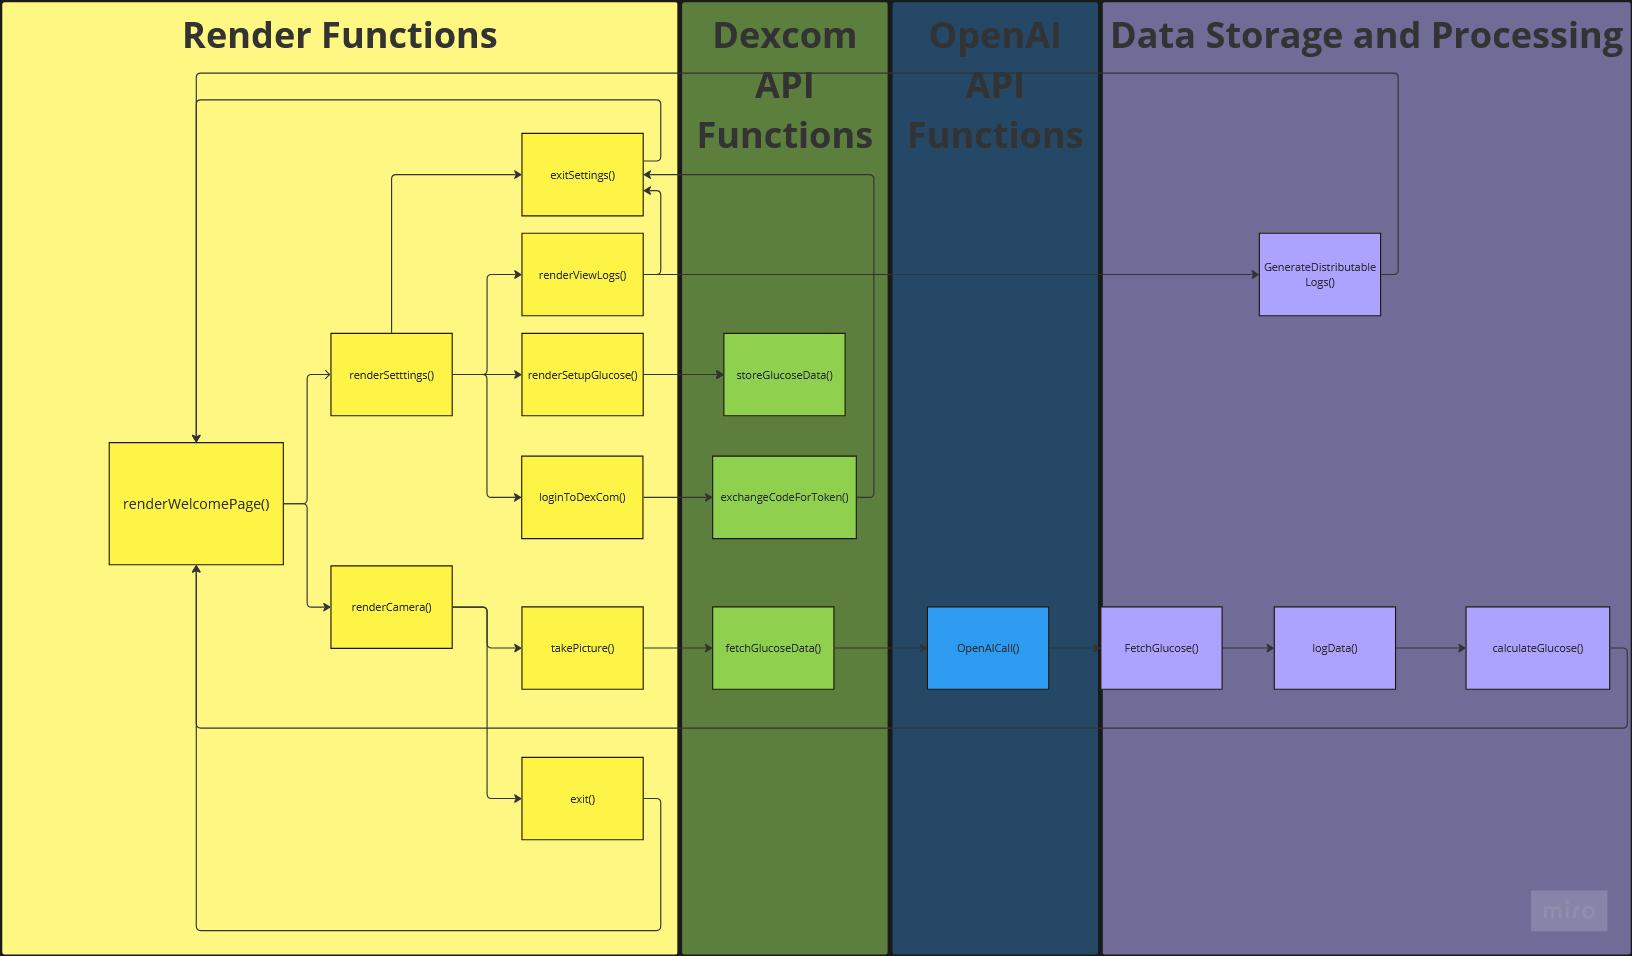 Render Functions
Dexcom
API
Functions
OpenAI
API
Functions
Data Storage and Processing
exitSettings()
renderViewLogs()
GenerateDistributable
Logs()
renderSetttings()
renderSetupGlucose()
storeGlucoseData()
renderWelcomePage()
loginToDexCom()
exchangeCodeForToken()
renderCamera()
takePicture()
fetchGlucoseData()
OpenAICall()
FetchGlucose()
logData()
calculateGlucose()
exit()
miro